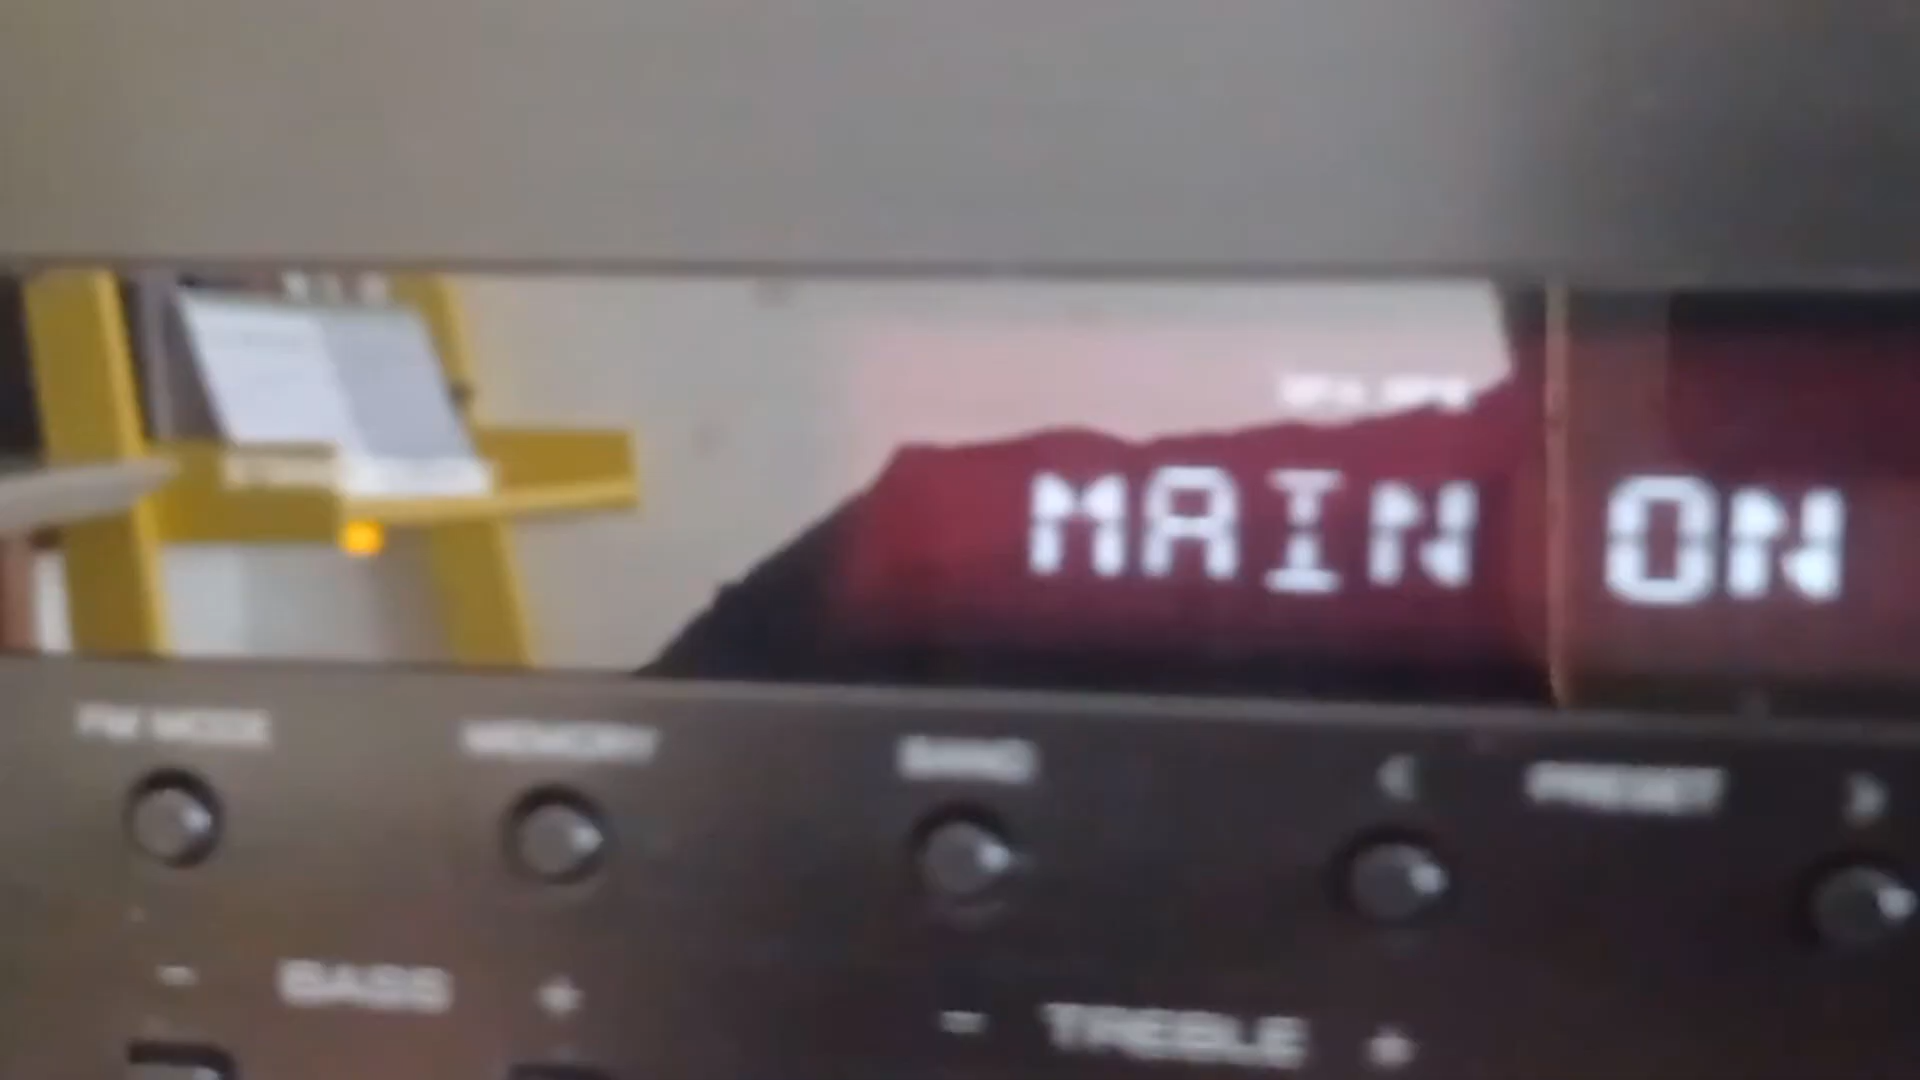 MAIN ON
FM MODE MEMORY BAND < PRESET >
- BASS + - TREBLE +